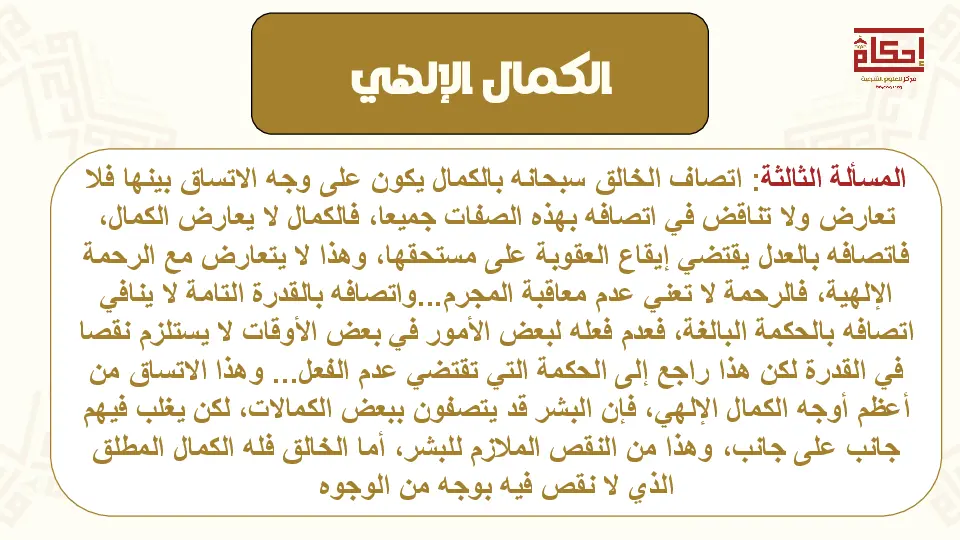 الكمال الإلهي
إحكام
مركز للعلوم الشرعية
المسألة الثالثة: اتصاف الخالق سبحانه بالكمال يكون على وجه الاتساق بينها فلا
تعارض ولا تناقض في اتصافه بهذه الصفات جميعا، فالكمال لا يعارض الكمال،
فاتصافه بالعدل يقتضي إيقاع العقوبة على مستحقها، وهذا لا يتعارض مع الرحمة
الإلهية، فالرحمة لا تعني عدم معاقبة المجرم...واتصافه بالقدرة التامة لا ينافي
اتصافه بالحكمة البالغة، فعدم فعله لبعض الأمور في بعض الأوقات لا يستلزم نقصا
في القدرة لكن هذا راجع إلى الحكمة التي تقتضي عدم الفعل... وهذا الاتساق من
أعظم أوجه الكمال الإلهي، فإن البشر قد يتصفون ببعض الكمالات، لكن يغلب فيهم
جانب على جانب، وهذا من النقص الملازم للبشر، أما الخالق فله الكمال المطلق
الذي لا نقص فيه بوجه من الوجوه